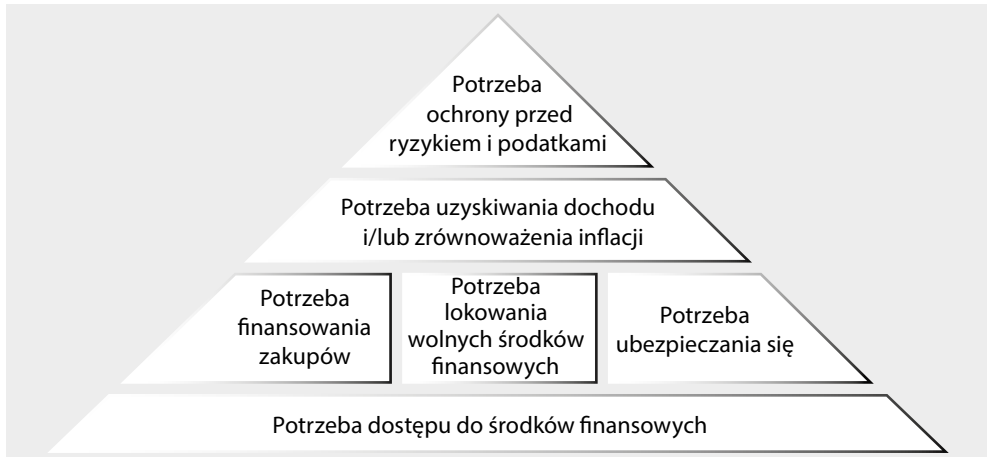 Potrzeba
ochrony przed
ryzykiem i podatkami
Potrzeba uzyskiwania dochodu
i/lub zrównoważenia inflacji
Potrzeba
finansowania
zakupów
Potrzeba
lokowania
wolnych środków
finansowych
Potrzeba
ubezpieczania się
Potrzeba dostępu do środków finansowych